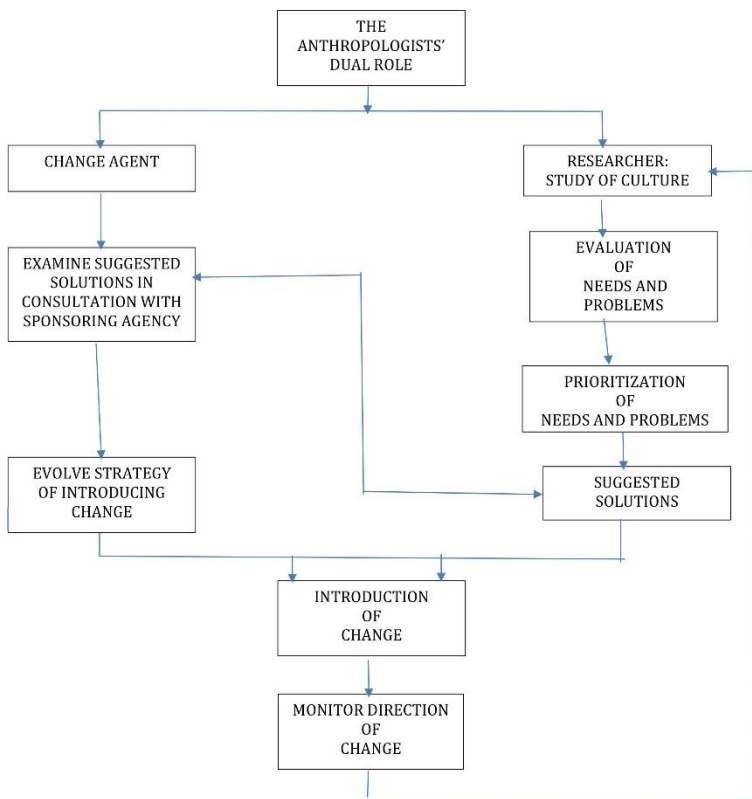 THE
ANTHROPOLOGISTS'
DUAL ROLE
CHANGE AGENT
RESEARCHER:
STUDY OF CULTURE
EXAMINE SUGGESTED
SOLUTIONS IN
CONSULTATION WITH
SPONSORING AGENCY
EVALUATION
OF
NEEDS AND
PROBLEMS
PRIORITIZATION
OF
NEEDS AND PROBLEMS
EVOLVE STRATEGY
OF INTRODUCING
CHANGE
SUGGESTED
SOLUTIONS
INTRODUCTION
OF
CHANGE
MONITOR DIRECTION
OF
CHANGE